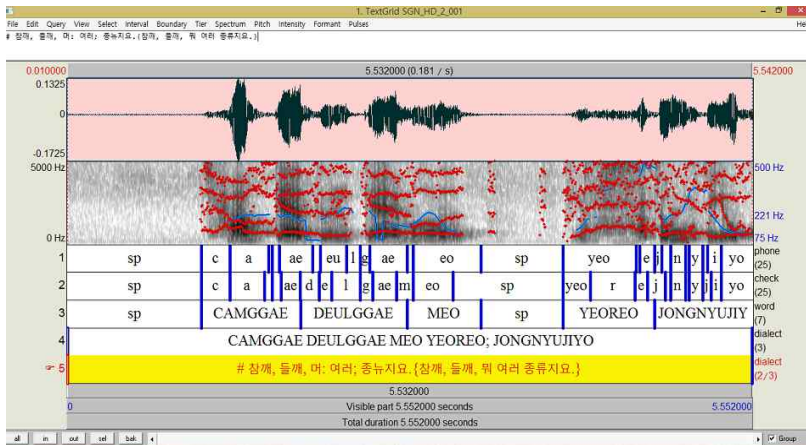 1. TextGrid SGN_HD_2_001
File Edit Query View Select Interval Boundary Tier Spectrum Pitch Intensity Formant Pulses Hel
# 참깨, 들깨, 머: 여러; 종뉴지요.{참깨, 들깨, 뭐 여러 종류지요.}
0.010000 5.532000 (0.181 / s) 5.542000
0.1325
0
-0.1725
5000 Hz 500 Hz
221 Hz
0 Hz 75 Hz
1 sp c a ae eu l g ae eo sp yeo e j n y i yo phone (25)
2 sp c a ae d e l g ae m eo sp yeo r e j n y j i yo check (25)
3 sp CAMGGAE DEULGGAE MEO sp YEOREO JONGNYUJIY word (7)
4 CAMGGAE DEULGGAE MEO YEOREO; JONGNYUJIYO dialect (3)
5 # 참깨, 들깨, 머: 여러; 종뉴지요.{참깨, 들깨, 뭐 여러 종류지요.} dialect (2/3)
5.532000
0 Visible part 5.552000 seconds 5.552000
Total duration 5.552000 seconds
all in out sel bak Group